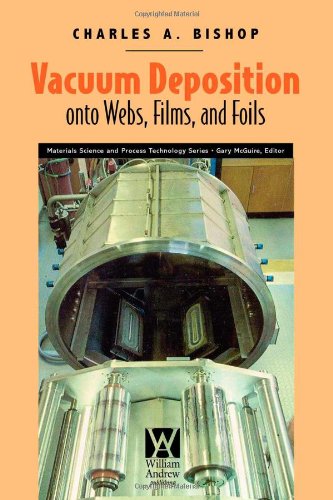 CHARLES A. BISHOP
Vacuum Deposition
onto Webs, Films, and Foils
Materials Science and Process Technology Series • Gary McGuire, Editor
WA
William
Andrew
publishing